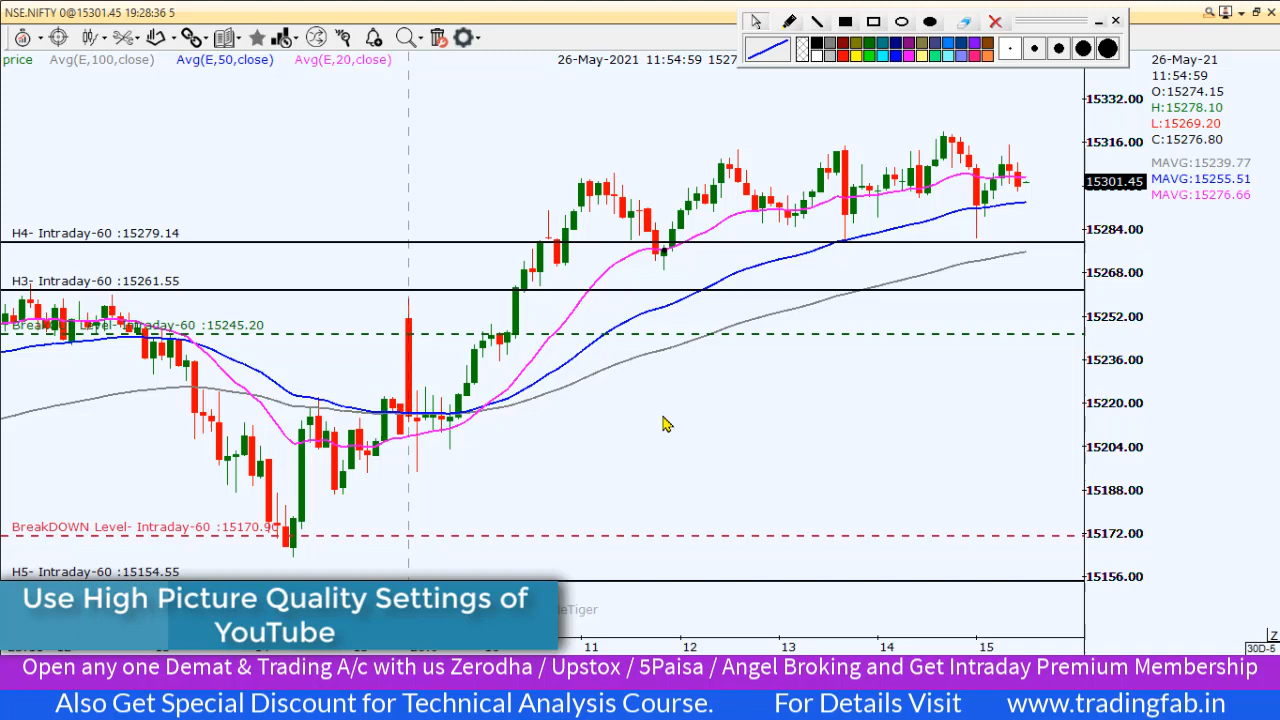 NSE.NIFTY 0@15301.45 19:28:36 5
price Avg(E,100,close) Avg(E,50,close) Avg(E,20,close)
26-May-2021 11:54:59
26-May-21
11:54:59
O:15274.15
H:15278.10
L:15269.20
C:15276.80
MAVG:15239.77
MAVG:15255.51
MAVG:15276.66
15332.00
15316.00
15301.45
15284.00
15268.00
15252.00
15236.00
15220.00
15204.00
15188.00
15172.00
15156.00
H4- Intraday-60 :15279.14
H3- Intraday-60 :15261.55
Level- Intraday-60 :15245.20
BreakDOWN Level- Intraday-60 :15170.90
H5- Intraday-60 :15154.55
Use High Picture Quality Settings of
YouTube
11 12 13 14 15
Z
30D-5
Open any one Demat & Trading A/c with us Zerodha / Upstox / 5Paisa / Angel Broking and Get Intraday Premium Membership
Also Get Special Discount for Technical Analysis Course. For Details Visit www.tradingfab.in